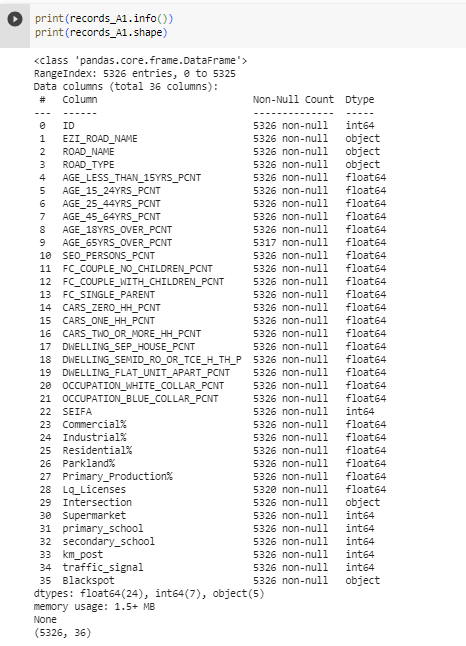 print(records_A1.info())
print(records_A1.shape)
<class 'pandas.core.frame.DataFrame'>
RangeIndex: 5326 entries, 0 to 5325
Data columns (total 36 columns):
 #   Column                         Non-Null Count  Dtype
---  ------                         --------------  -----
 0   ID                             5326 non-null   int64
 1   EZI_ROAD_NAME                  5326 non-null   object
 2   ROAD_NAME                      5326 non-null   object
 3   ROAD_TYPE                      5326 non-null   object
 4   AGE_LESS_THAN_15YRS_PCNT       5326 non-null   float64
 5   AGE_15_24YRS_PCNT              5326 non-null   float64
 6   AGE_25_44YRS_PCNT              5326 non-null   float64
 7   AGE_45_64YRS_PCNT              5326 non-null   float64
 8   AGE_18YRS_OVER_PCNT            5326 non-null   float64
 9   AGE_65YRS_OVER_PCNT            5317 non-null   float64
 10  SEO_PERSONS_PCNT               5326 non-null   float64
 11  FC_COUPLE_NO_CHILDREN_PCNT     5326 non-null   float64
 12  FC_COUPLE_WITH_CHILDREN_PCNT   5326 non-null   float64
 13  FC_SINGLE_PARENT               5326 non-null   float64
 14  CARS_ZERO_HH_PCNT              5326 non-null   float64
 15  CARS_ONE_HH_PCNT               5326 non-null   float64
 16  CARS_TWO_OR_MORE_HH_PCNT       5326 non-null   float64
 17  DWELLING_SEP_HOUSE_PCNT        5326 non-null   float64
 18  DWELLING_SEMID_RO_OR_TCE_H_TH_P  5326 non-null   float64
 19  DWELLING_FLAT_UNIT_APART_PCNT  5326 non-null   float64
 20  OCCUPATION_WHITE_COLLAR_PCNT   5326 non-null   float64
 21  OCCUPATION_BLUE_COLLAR_PCNT    5326 non-null   float64
 22  SEIFA                          5326 non-null   int64
 23  Commercial%                    5326 non-null   float64
 24  Industrial%                    5326 non-null   float64
 25  Residential%                   5326 non-null   float64
 26  Parkland%                      5326 non-null   float64
 27  Primary_Production%            5326 non-null   float64
 28  Lq_Licenses                    5320 non-null   float64
 29  Intersection                   5326 non-null   object
 30  Supermarket                    5326 non-null   int64
 31  primary_school                 5326 non-null   int64
 32  secondary_school               5326 non-null   int64
 33  km_post                        5326 non-null   int64
 34  traffic_signal                 5326 non-null   int64
 35  Blackspot                      5326 non-null   object
dtypes: float64(24), int64(7), object(5)
memory usage: 1.5+ MB
None
(5326, 36)